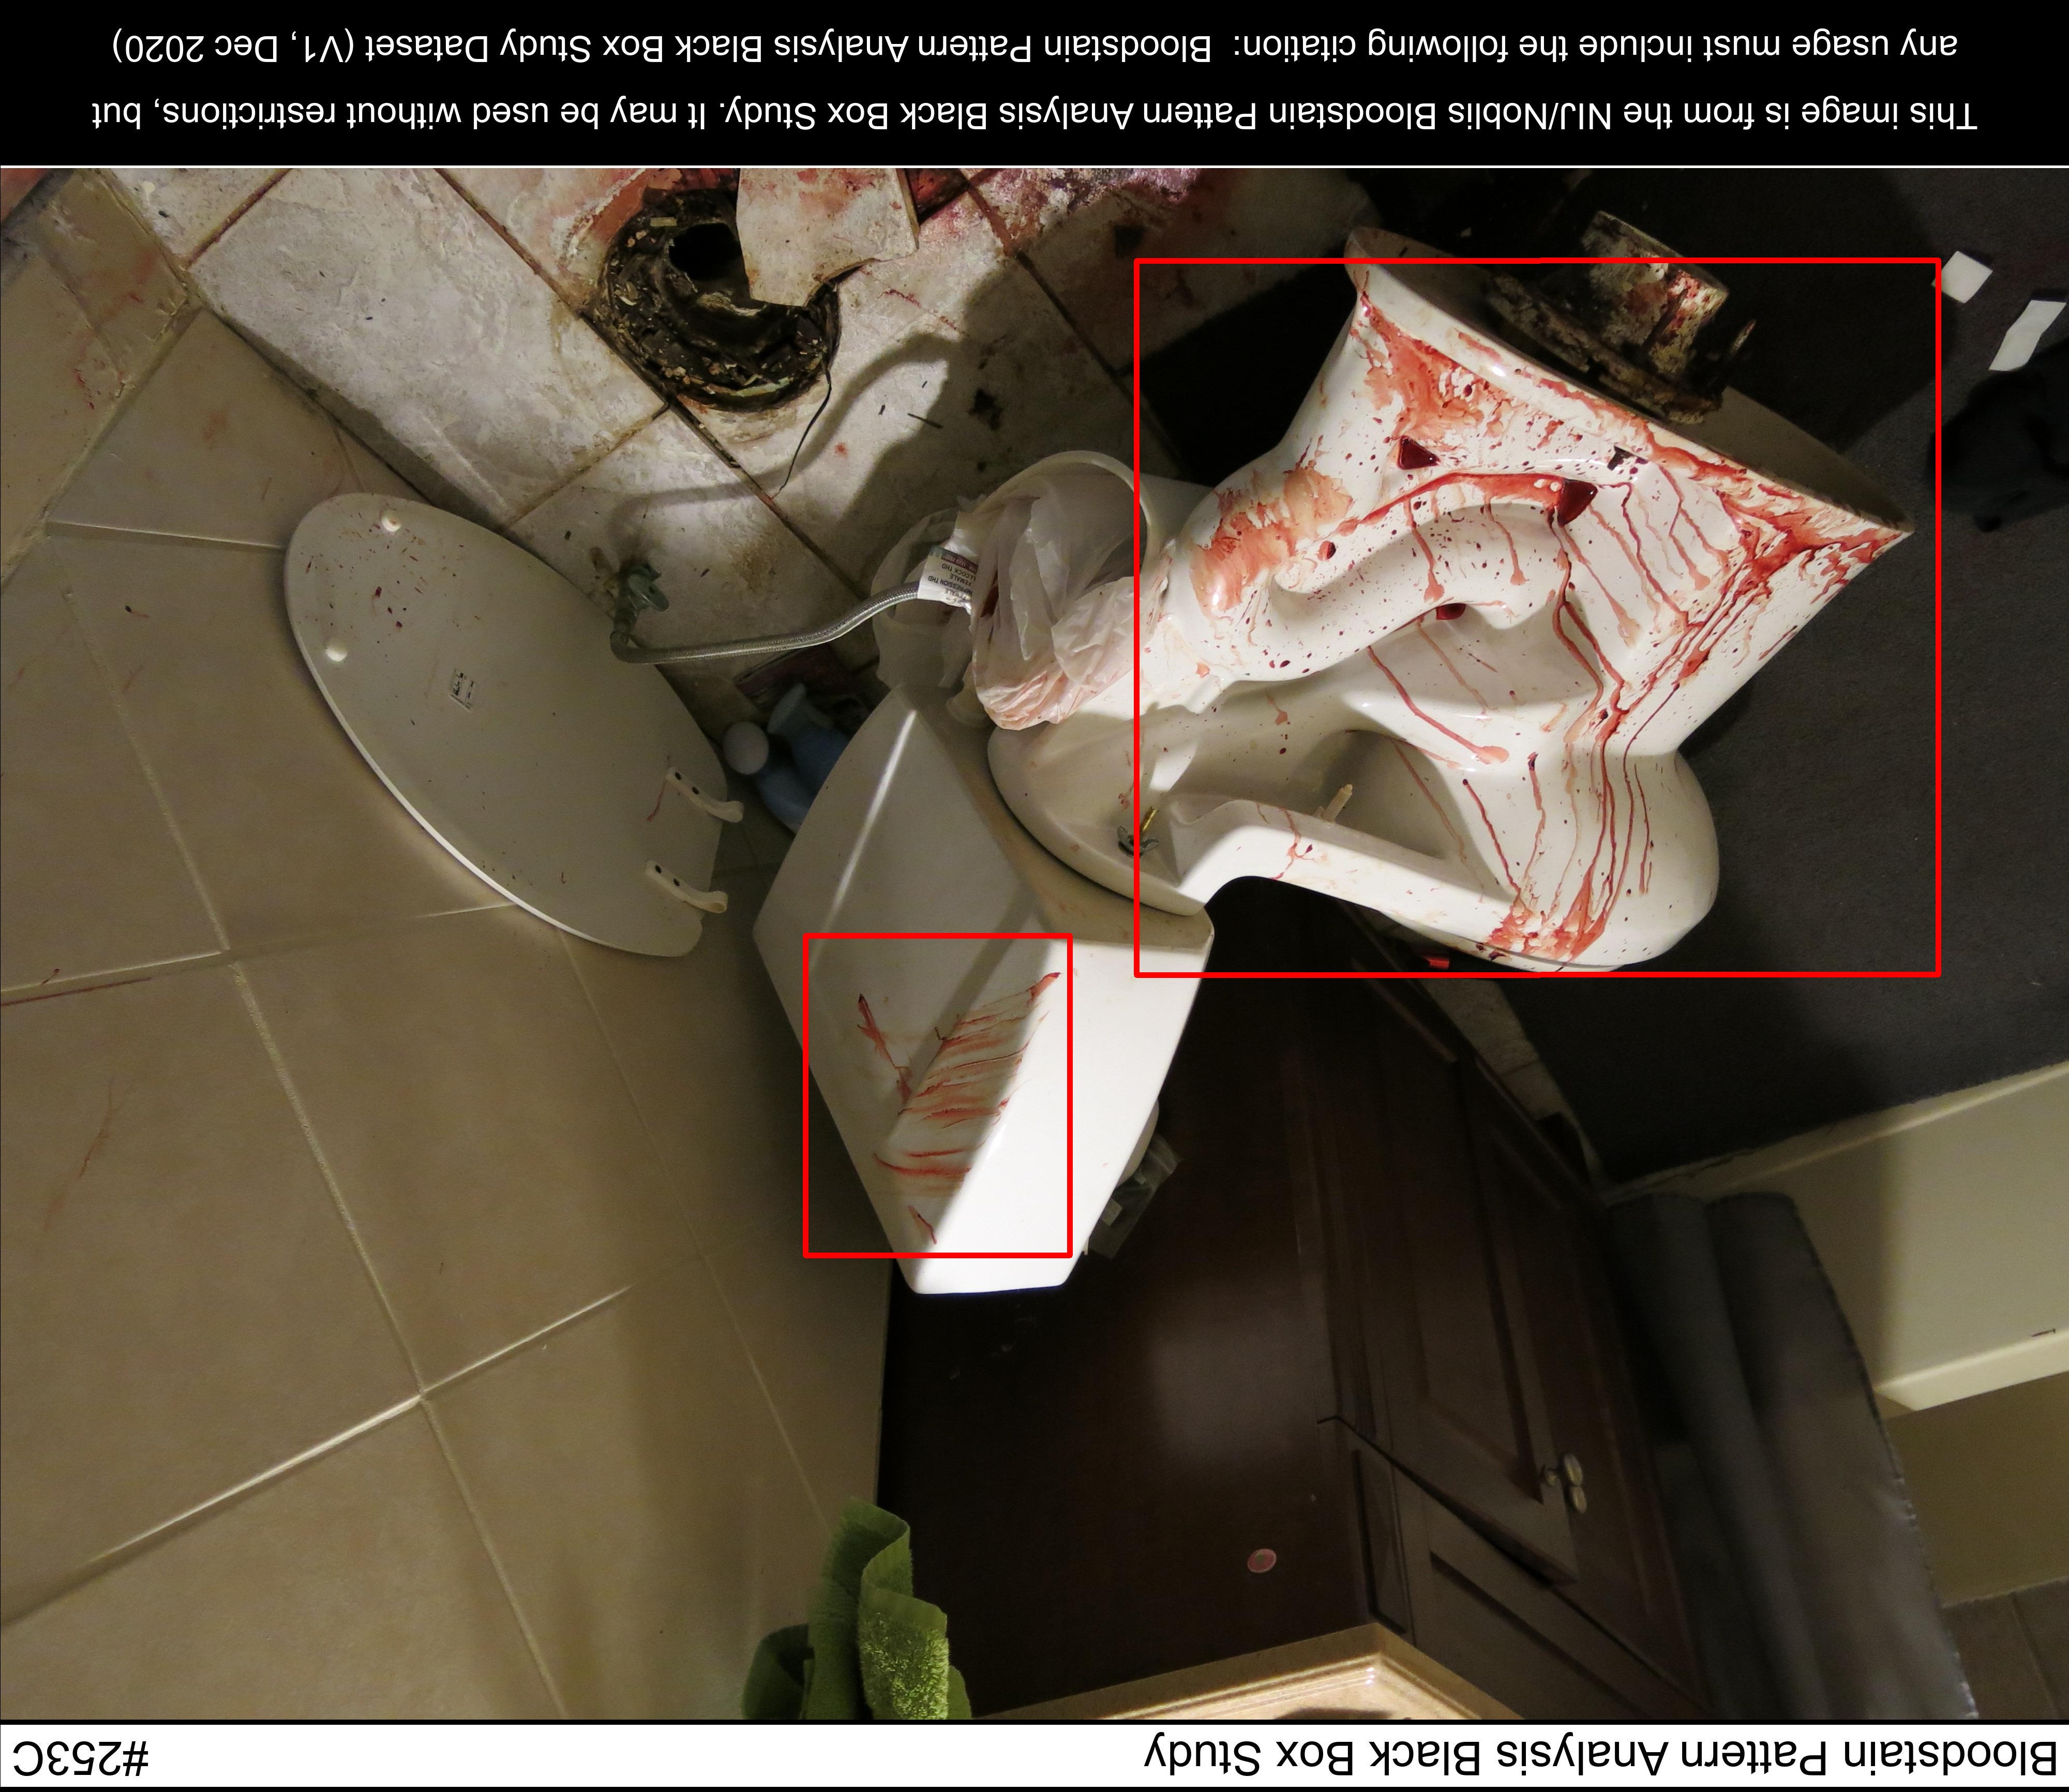 Bloodstain Pattern Analysis Black Box Study #253C
FEMALE
This image is from the NIJ/Noblis Bloodstain Pattern Analysis Black Box Study. It may be used without restrictions, but
any usage must include the following citation:  Bloodstain Pattern Analysis Black Box Study Dataset (V1, Dec 2020)